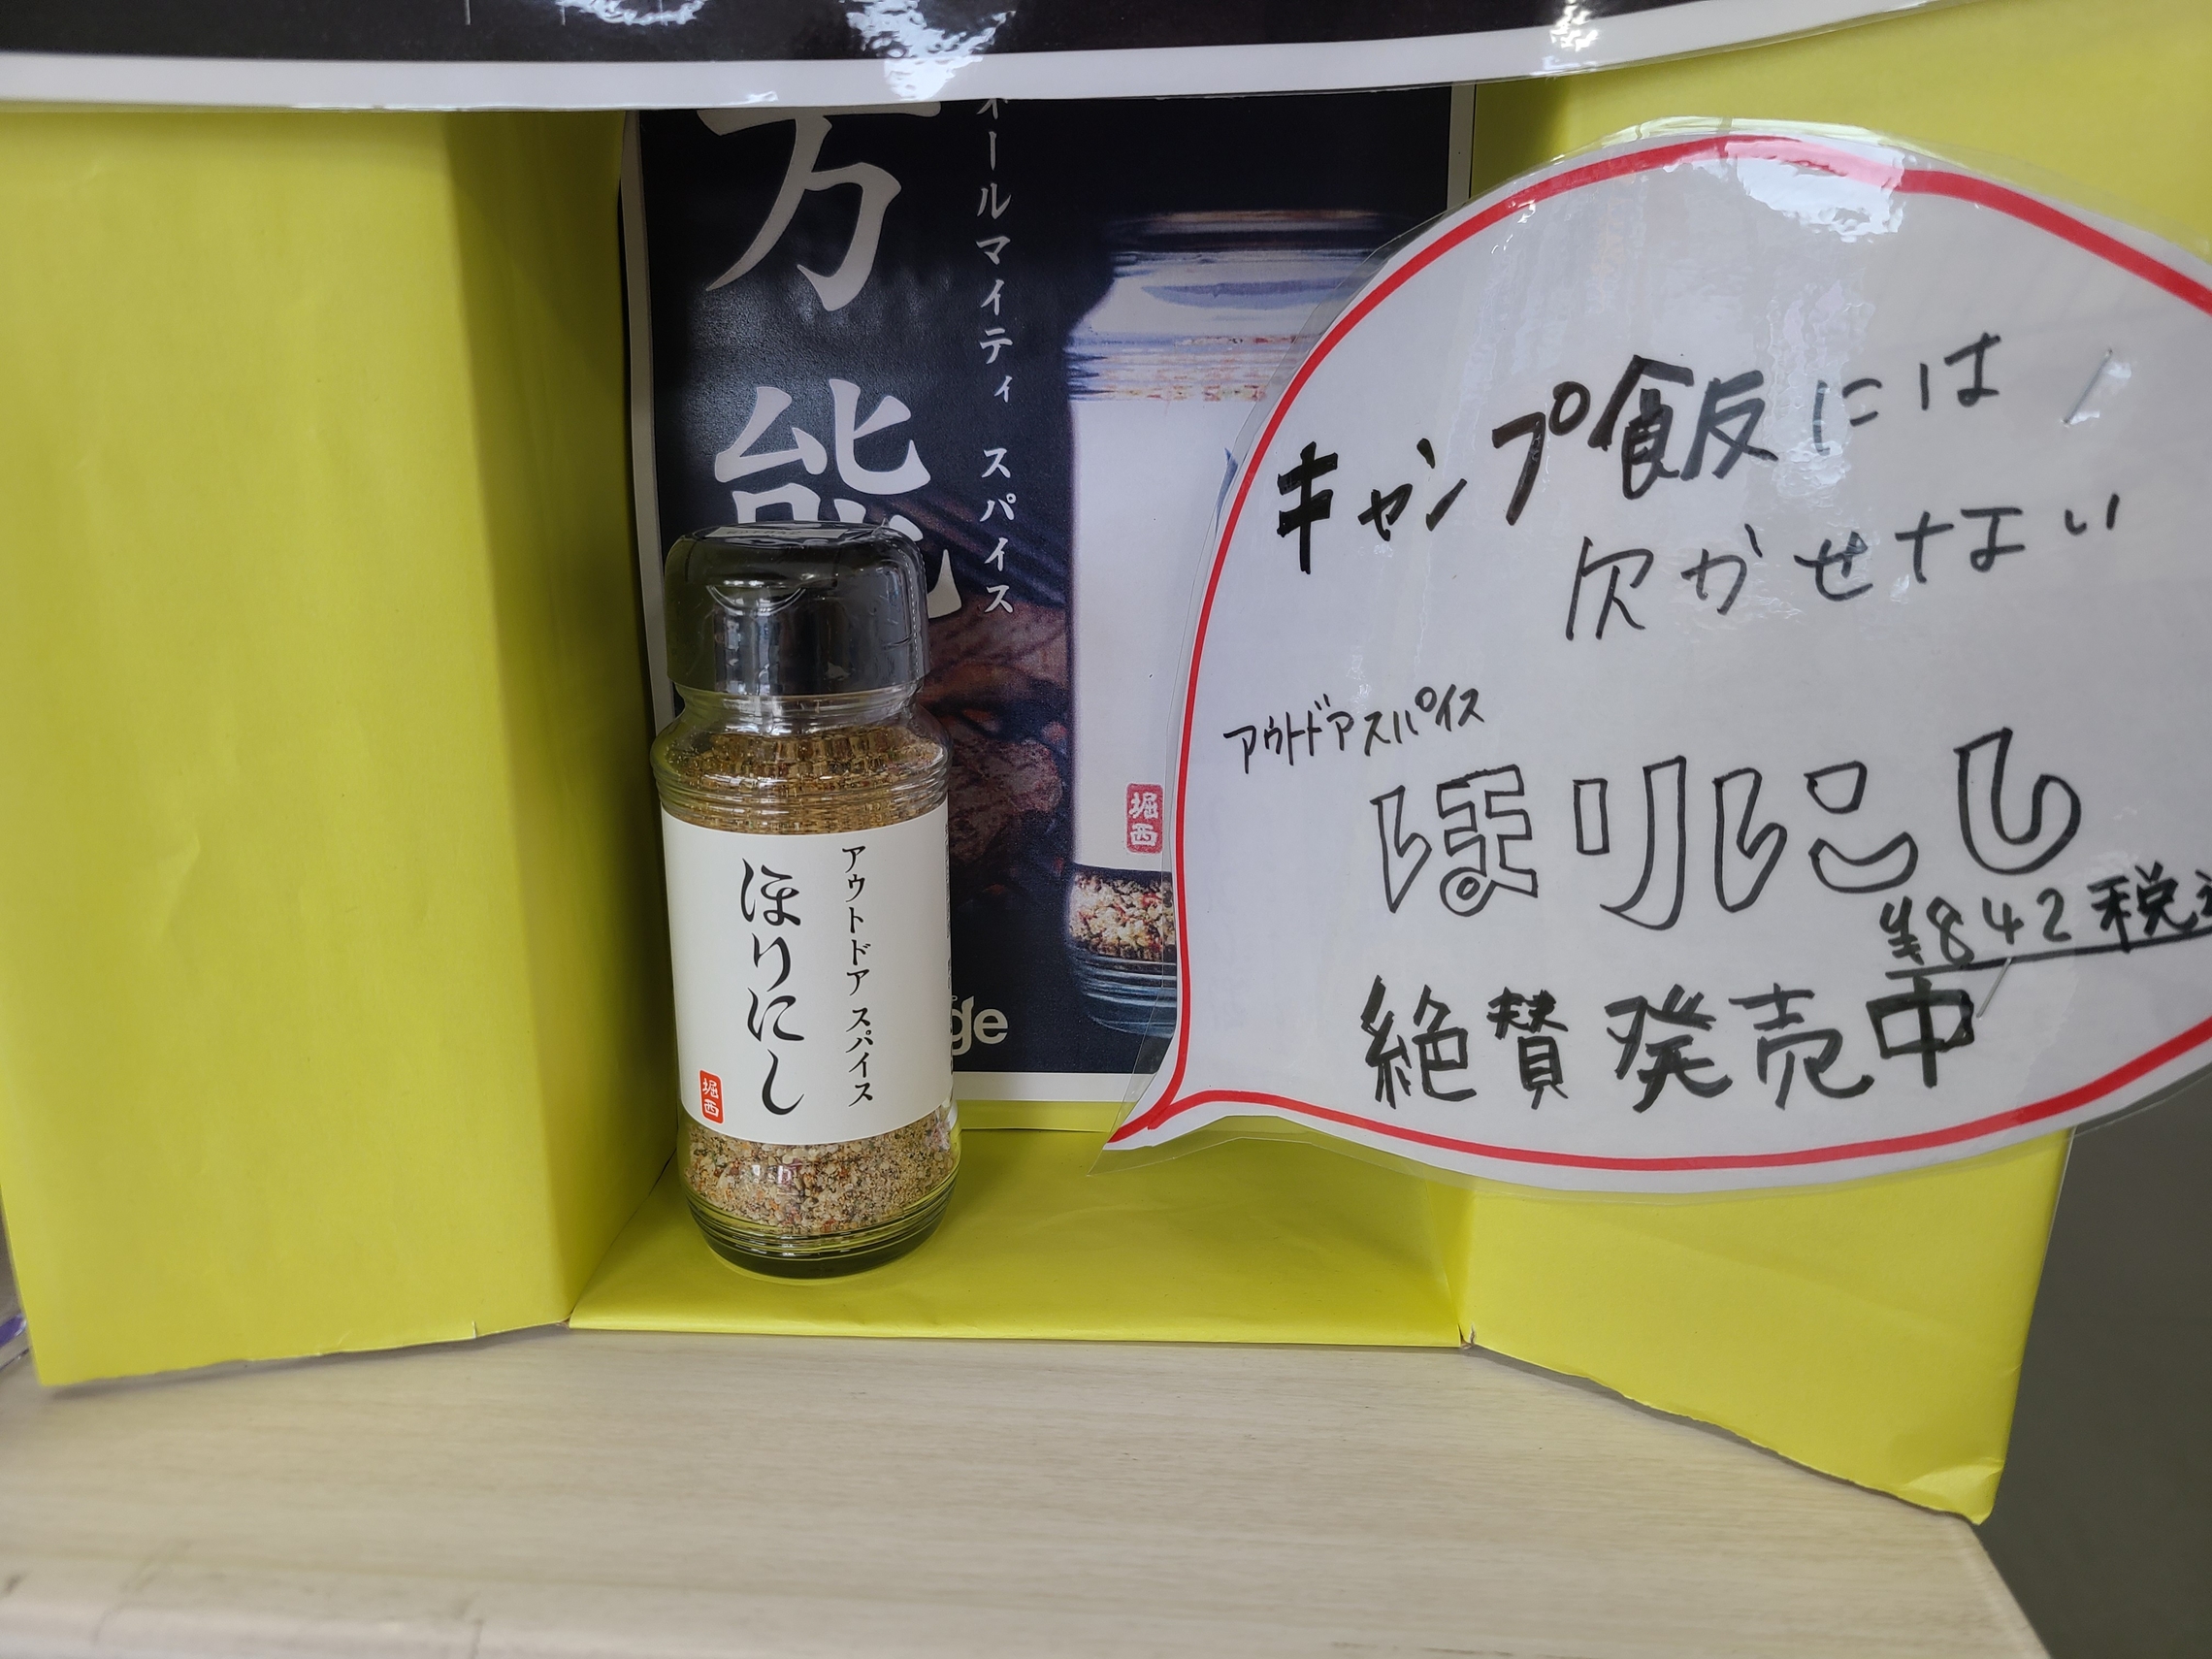 万能
オールマイティ スパイス
堀西
ge
アウトドア スパイス
ほりにし
堀西
キャンプ飯には
欠かせない
アウトドアスパイス
ほりにし
¥842税込
絶賛発売中